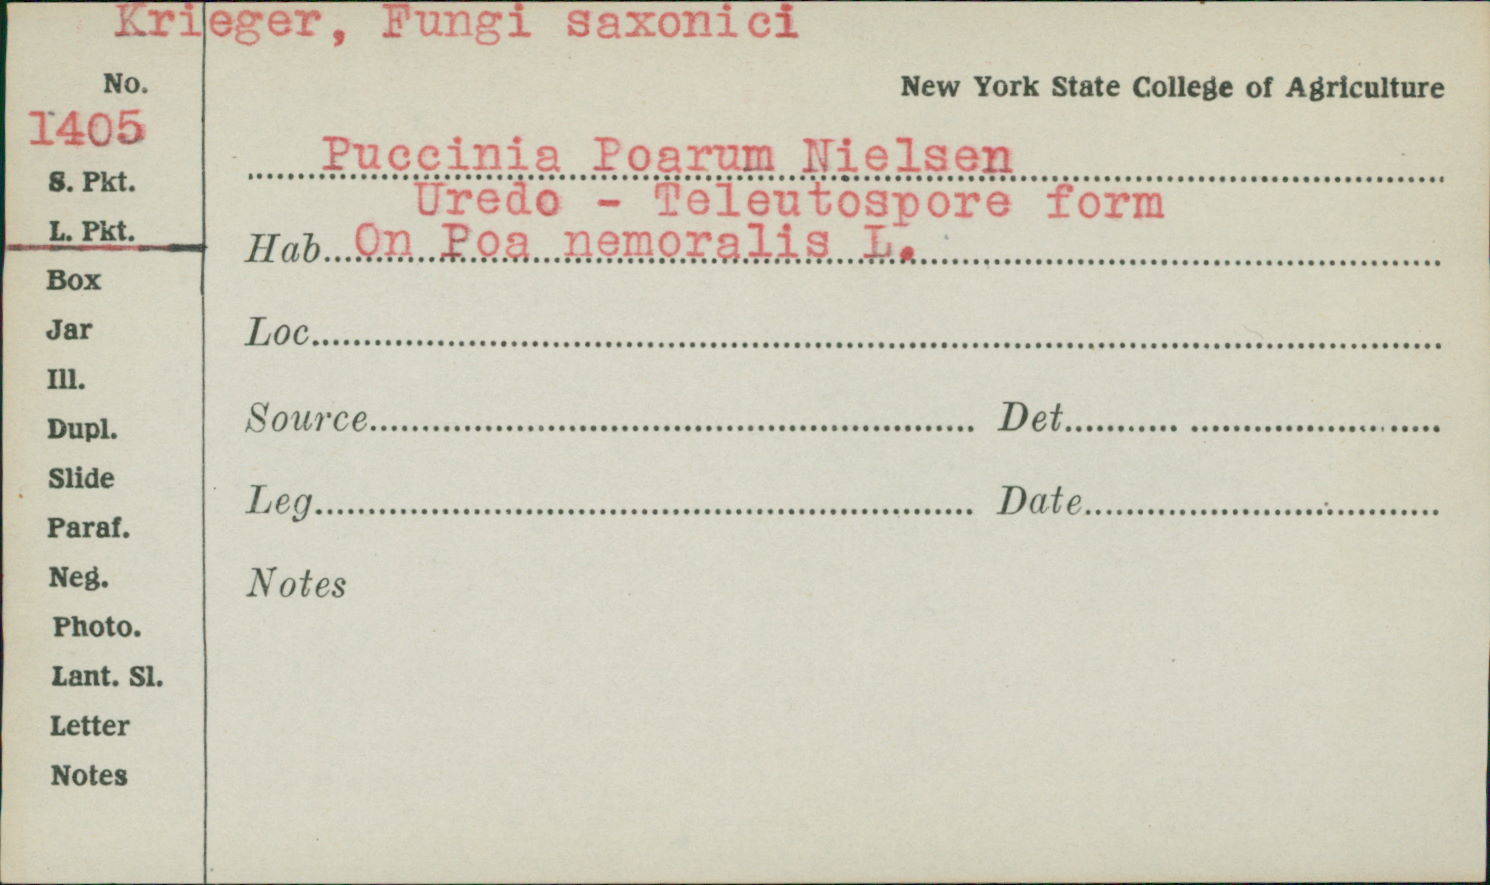 Krieger, Fungi saxonici
No.
New York State College of Agriculture
1405
Puccinia Poarum Nielsen
S. Pkt.
Uredo - Teleutospore form
L. Pkt.
Hab. On Poa nemoralis L.
Box
Jar
Loc.
Ill.
Source Det.
Dupl.
Slide
Leg. Date
Paraf.
Neg.
Notes
Photo.
Lant. Sl.
Letter
Notes